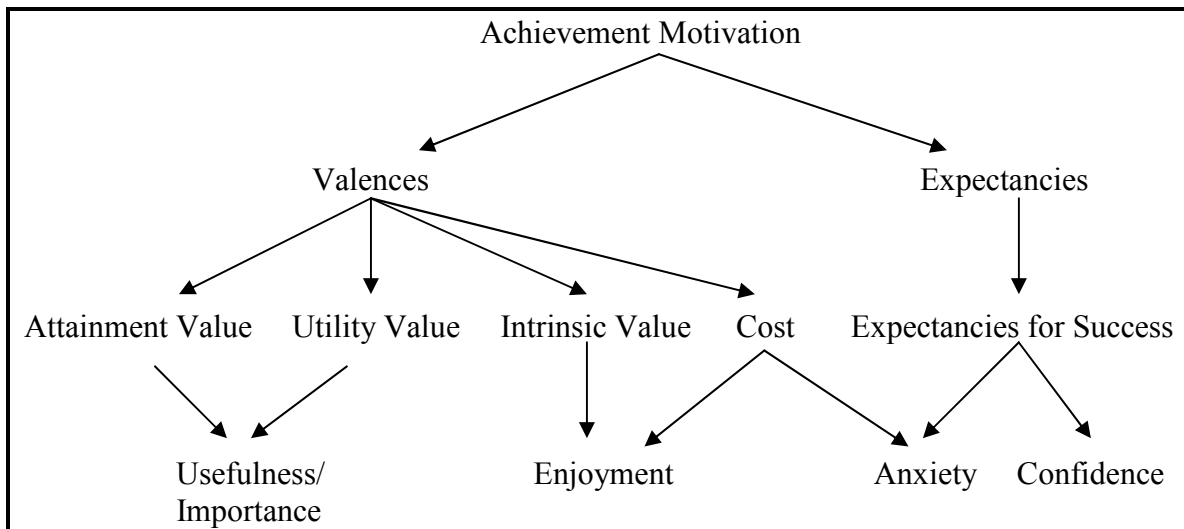 Achievement Motivation
Valences
Expectancies
Attainment Value
Utility Value
Intrinsic Value
Cost
Expectancies for Success
Usefulness/
Importance
Enjoyment
Anxiety
Confidence